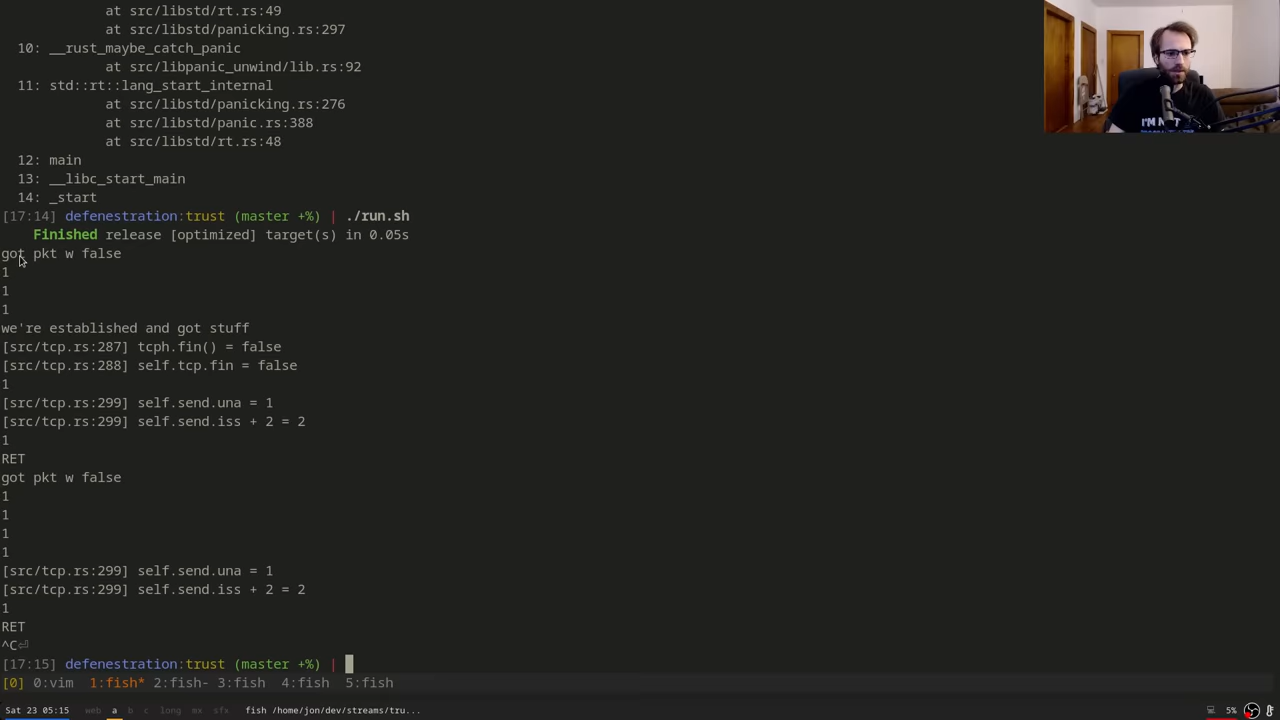 at src/libstd/rt.rs:49
at src/libstd/panicking.rs:297
10: __rust_maybe_catch_panic
at src/libpanic_unwind/lib.rs:92
11: std::rt::lang_start_internal
at src/libstd/panicking.rs:276
at src/libstd/panic.rs:388
at src/libstd/rt.rs:48
12: main
13: __libc_start_main
14: _start
[17:14] defenestration:trust (master +%) | ./run.sh
Finished release [optimized] target(s) in 0.05s
got pkt w false
1
1
1
we're established and got stuff
[src/tcp.rs:287] tcph.fin() = false
[src/tcp.rs:288] self.tcp.fin = false
1
[src/tcp.rs:299] self.send.una = 1
[src/tcp.rs:299] self.send.iss + 2 = 2
1
RET
got pkt w false
1
1
1
1
[src/tcp.rs:299] self.send.una = 1
[src/tcp.rs:299] self.send.iss + 2 = 2
1
RET
^C⏎
[17:15] defenestration:trust (master +%) |
[0] 0:vim 1:fish* 2:fish- 3:fish 4:fish 5:fish
Sat 23 05:15 web a b c long mx sfx fish /home/jon/dev/streams/tru... 5%
I'M NOT